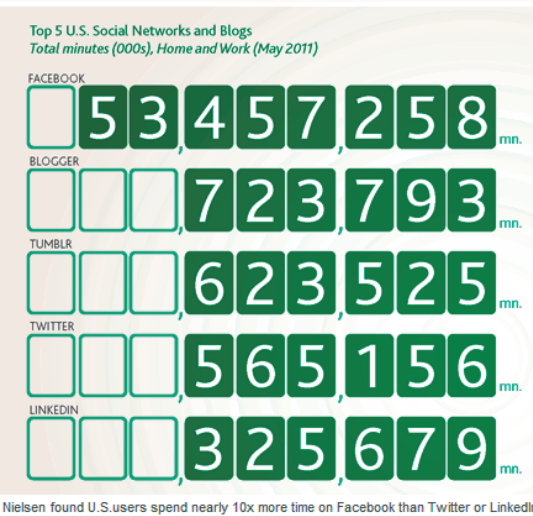 Top 5 U.S. Social Networks and Blogs
Total minutes (000s), Home and Work (May 2011)
FACEBOOK
53,457,258 mn.
BLOGGER
,723,793 mn.
TUMBLR
,623,525 mn.
TWITTER
,565,156 mn.
LINKEDIN
,325,679 mn.
Nielsen found U.S.users spend nearly 10x more time on Facebook than Twitter or LinkedI